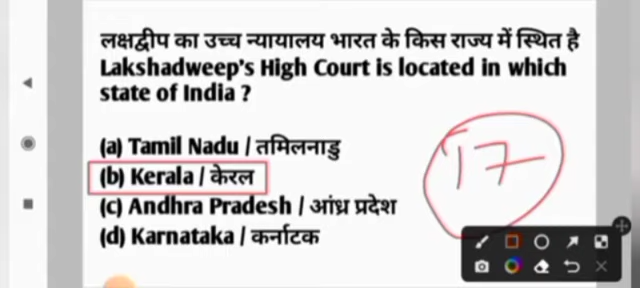 लक्षद्वीप का उच्च न्यायालय भारत के किस राज्य में स्थित है
Lakshadweep's High Court is located in which
state of India ?
(a) Tamil Nadu / तमिलनाडु
(b) Kerala / केरल
(c) Andhra Pradesh / आंध्र प्रदेश
(d) Karnataka / कर्नाटक
17